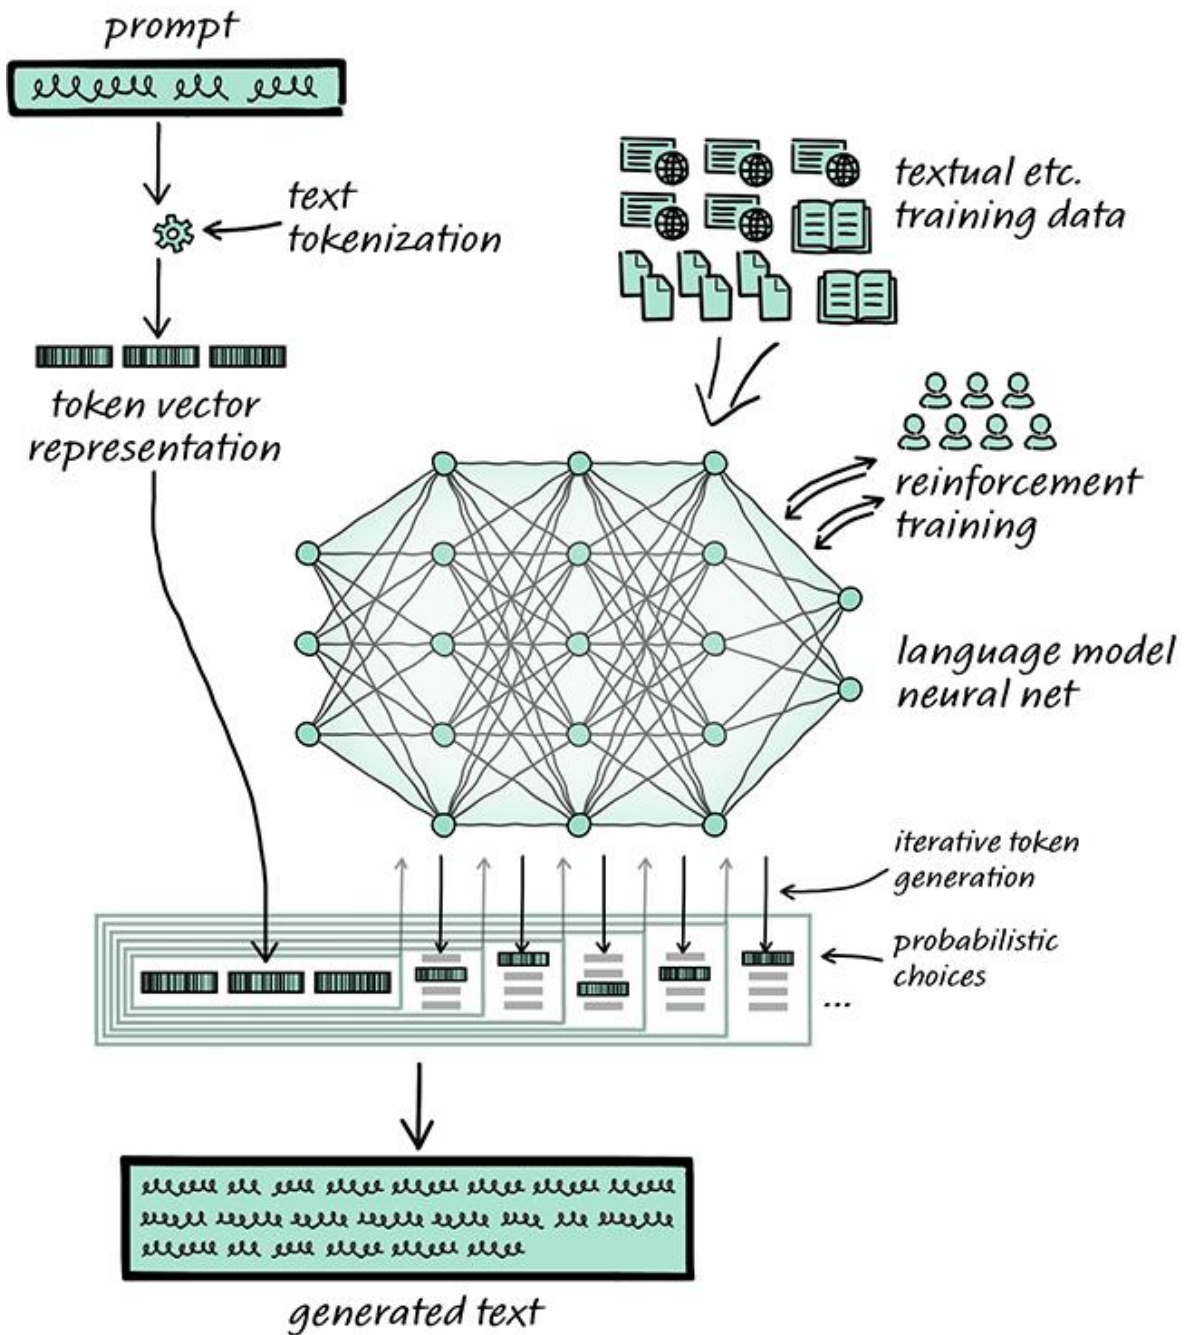 prompt
text
tokenization
textual etc.
training data
token vector
representation
reinforcement
training
language model
neural net
iterative token
generation
probabilistic
choices
...
generated text